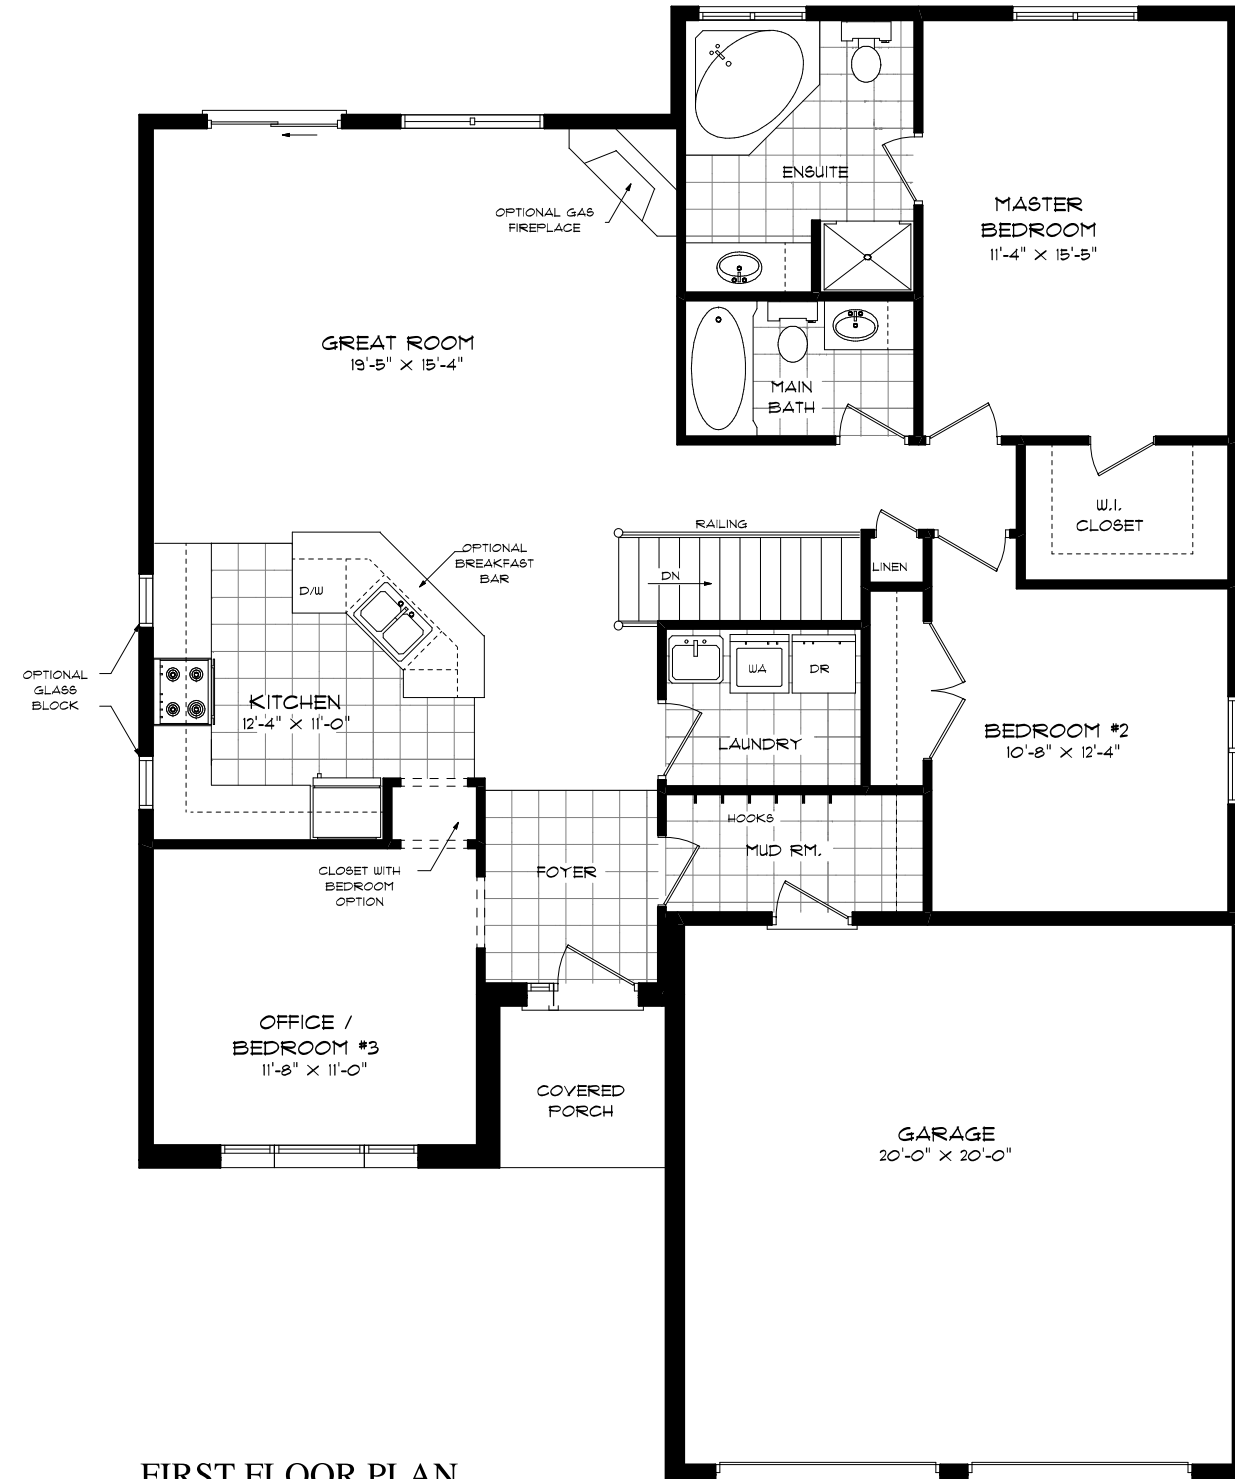 ENSUITE
MASTER
BEDROOM
11'-4" X 15'-5"
OPTIONAL GAS
FIREPLACE
GREAT ROOM
19'-5" X 15'-4"
MAIN
BATH
W.I.
CLOSET
RAILING
DN
LINEN
OPTIONAL
BREAKFAST
BAR
D/W
OPTIONAL
GLASS
BLOCK
KITCHEN
12'-4" X 11'-0"
WA
DR
LAUNDRY
BEDROOM #2
10'-8" X 12'-4"
HOOKS
MUD RM.
FOYER
CLOSET WITH
BEDROOM
OPTION
OFFICE /
BEDROOM #3
11'-8" X 11'-0"
COVERED
PORCH
GARAGE
20'-0" X 20'-0"
FIRST FLOOR PLAN